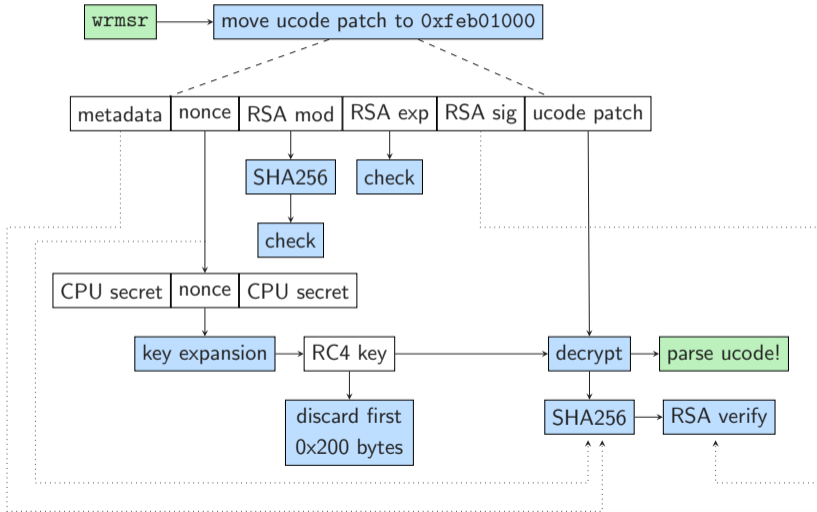 wrmsr move ucode patch to 0xfeb01000
metadata nonce RSA mod RSA exp RSA sig ucode patch
SHA256 check
check
CPU secret nonce CPU secret
key expansion RC4 key decrypt parse ucode!
discard first
0x200 bytes
SHA256 RSA verify